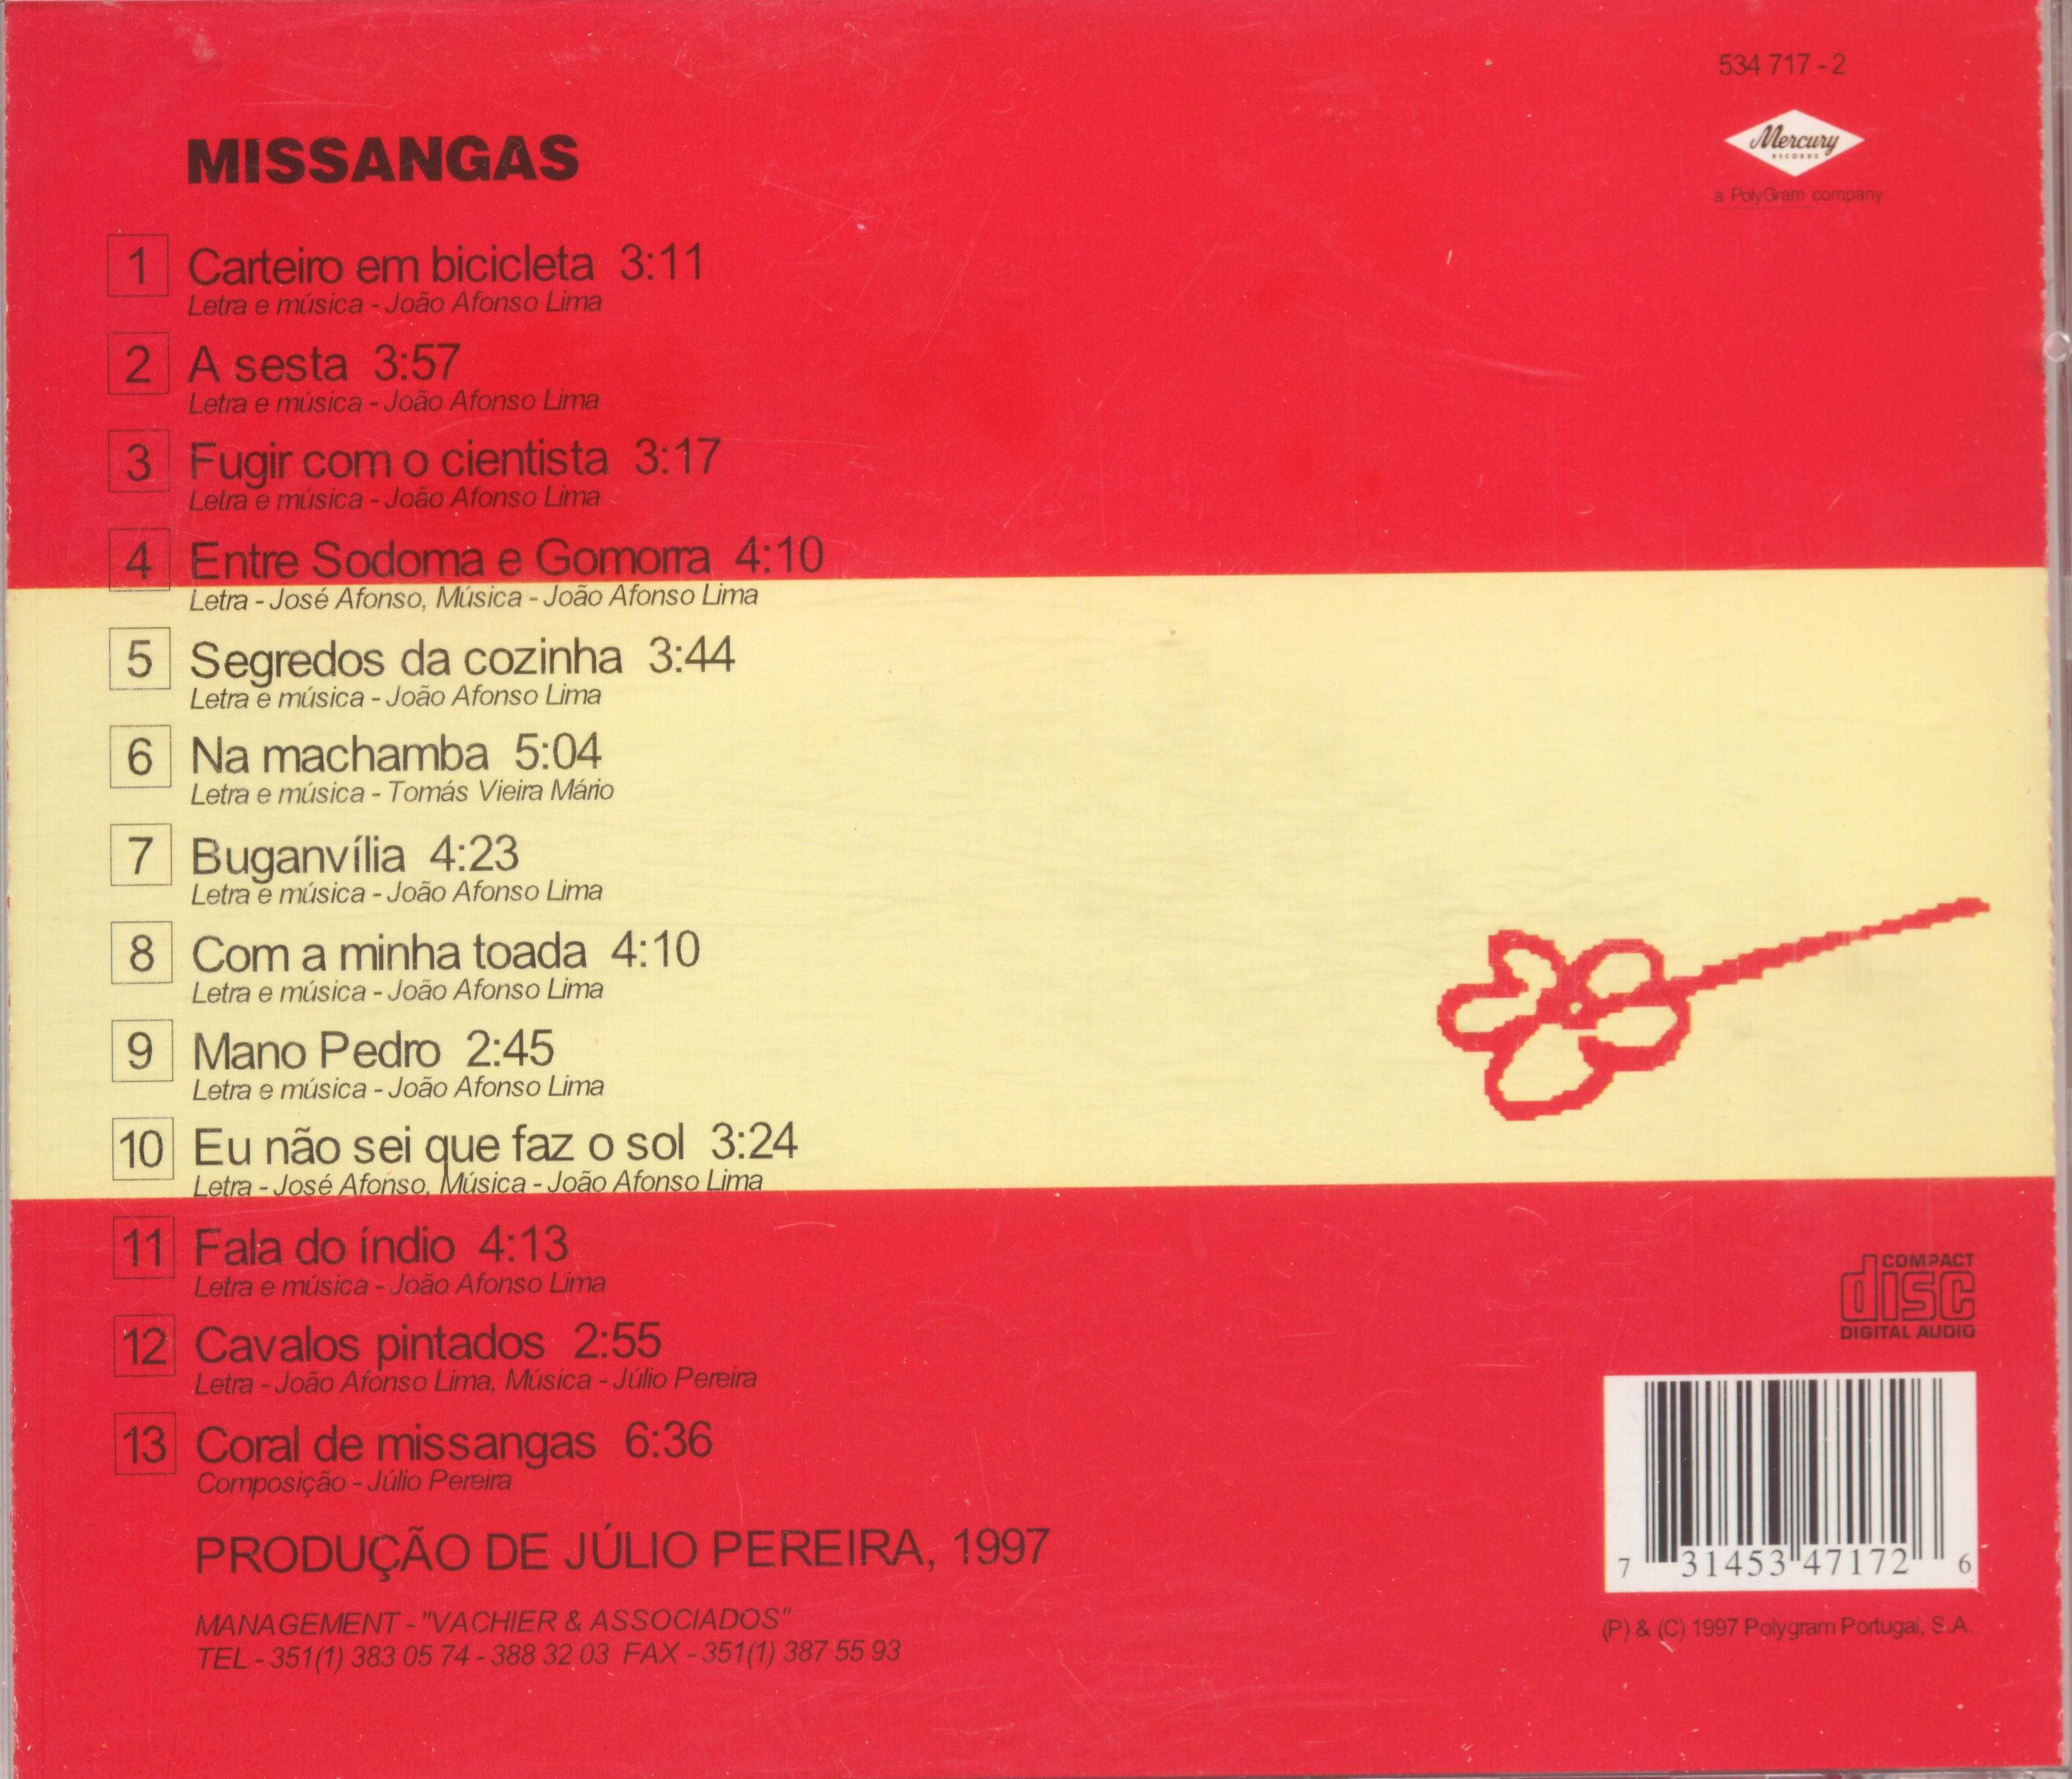 534 717 - 2
Mercury
RECORDS
a PolyGram company
MISSANGAS
1 Carteiro em bicicleta 3:11
Letra e música - João Afonso Lima
2 A sesta 3:57
Letra e música - João Afonso Lima
3 Fugir com o cientista 3:17
Letra e música - João Afonso Lima
4 Entre Sodoma e Gomorra 4:10
Letra - José Afonso, Música - João Afonso Lima
5 Segredos da cozinha 3:44
Letra e música - João Afonso Lima
6 Na machamba 5:04
Letra e música - Tomás Vieira Mário
7 Buganvília 4:23
Letra e música - João Afonso Lima
8 Com a minha toada 4:10
Letra e música - João Afonso Lima
9 Mano Pedro 2:45
Letra e música - João Afonso Lima
10 Eu não sei que faz o sol 3:24
Letra - José Afonso, Música - João Afonso Lima
11 Fala do índio 4:13
Letra e música - João Afonso Lima
12 Cavalos pintados 2:55
Letra - João Afonso Lima, Música - Júlio Pereira
13 Coral de missangas 6:36
Composição - Júlio Pereira
PRODUÇÃO DE JÚLIO PEREIRA, 1997
MANAGEMENT - "VACHIER & ASSOCIADOS"
TEL - 351(1) 383 05 74 - 388 32 03 FAX - 351(1) 387 55 93
COMPACT
disc
DIGITAL AUDIO
7 31453 47172 6
(P) & (C) 1997 Polygram Portugal, S.A.